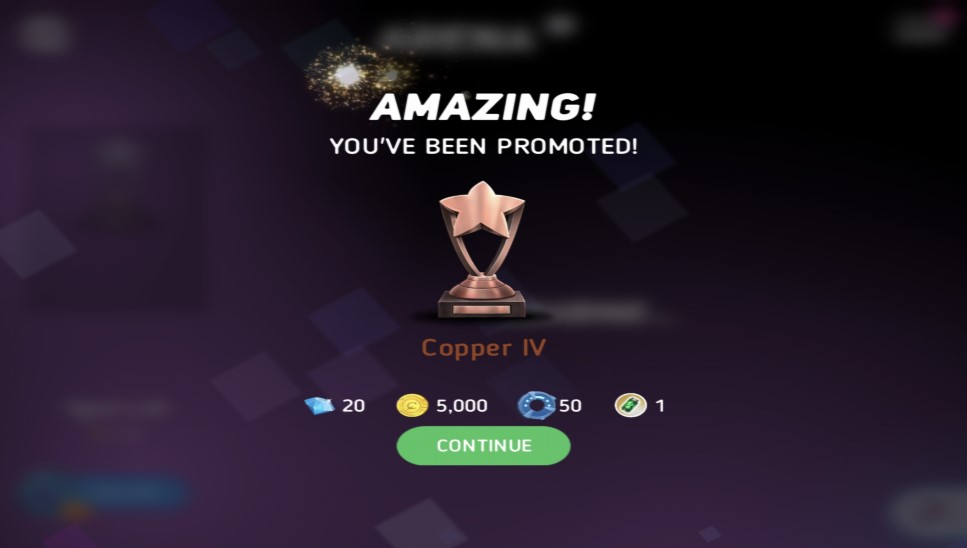 AMAZING!
YOU'VE BEEN PROMOTED!
Copper IV
20 5,000 50 1
CONTINUE